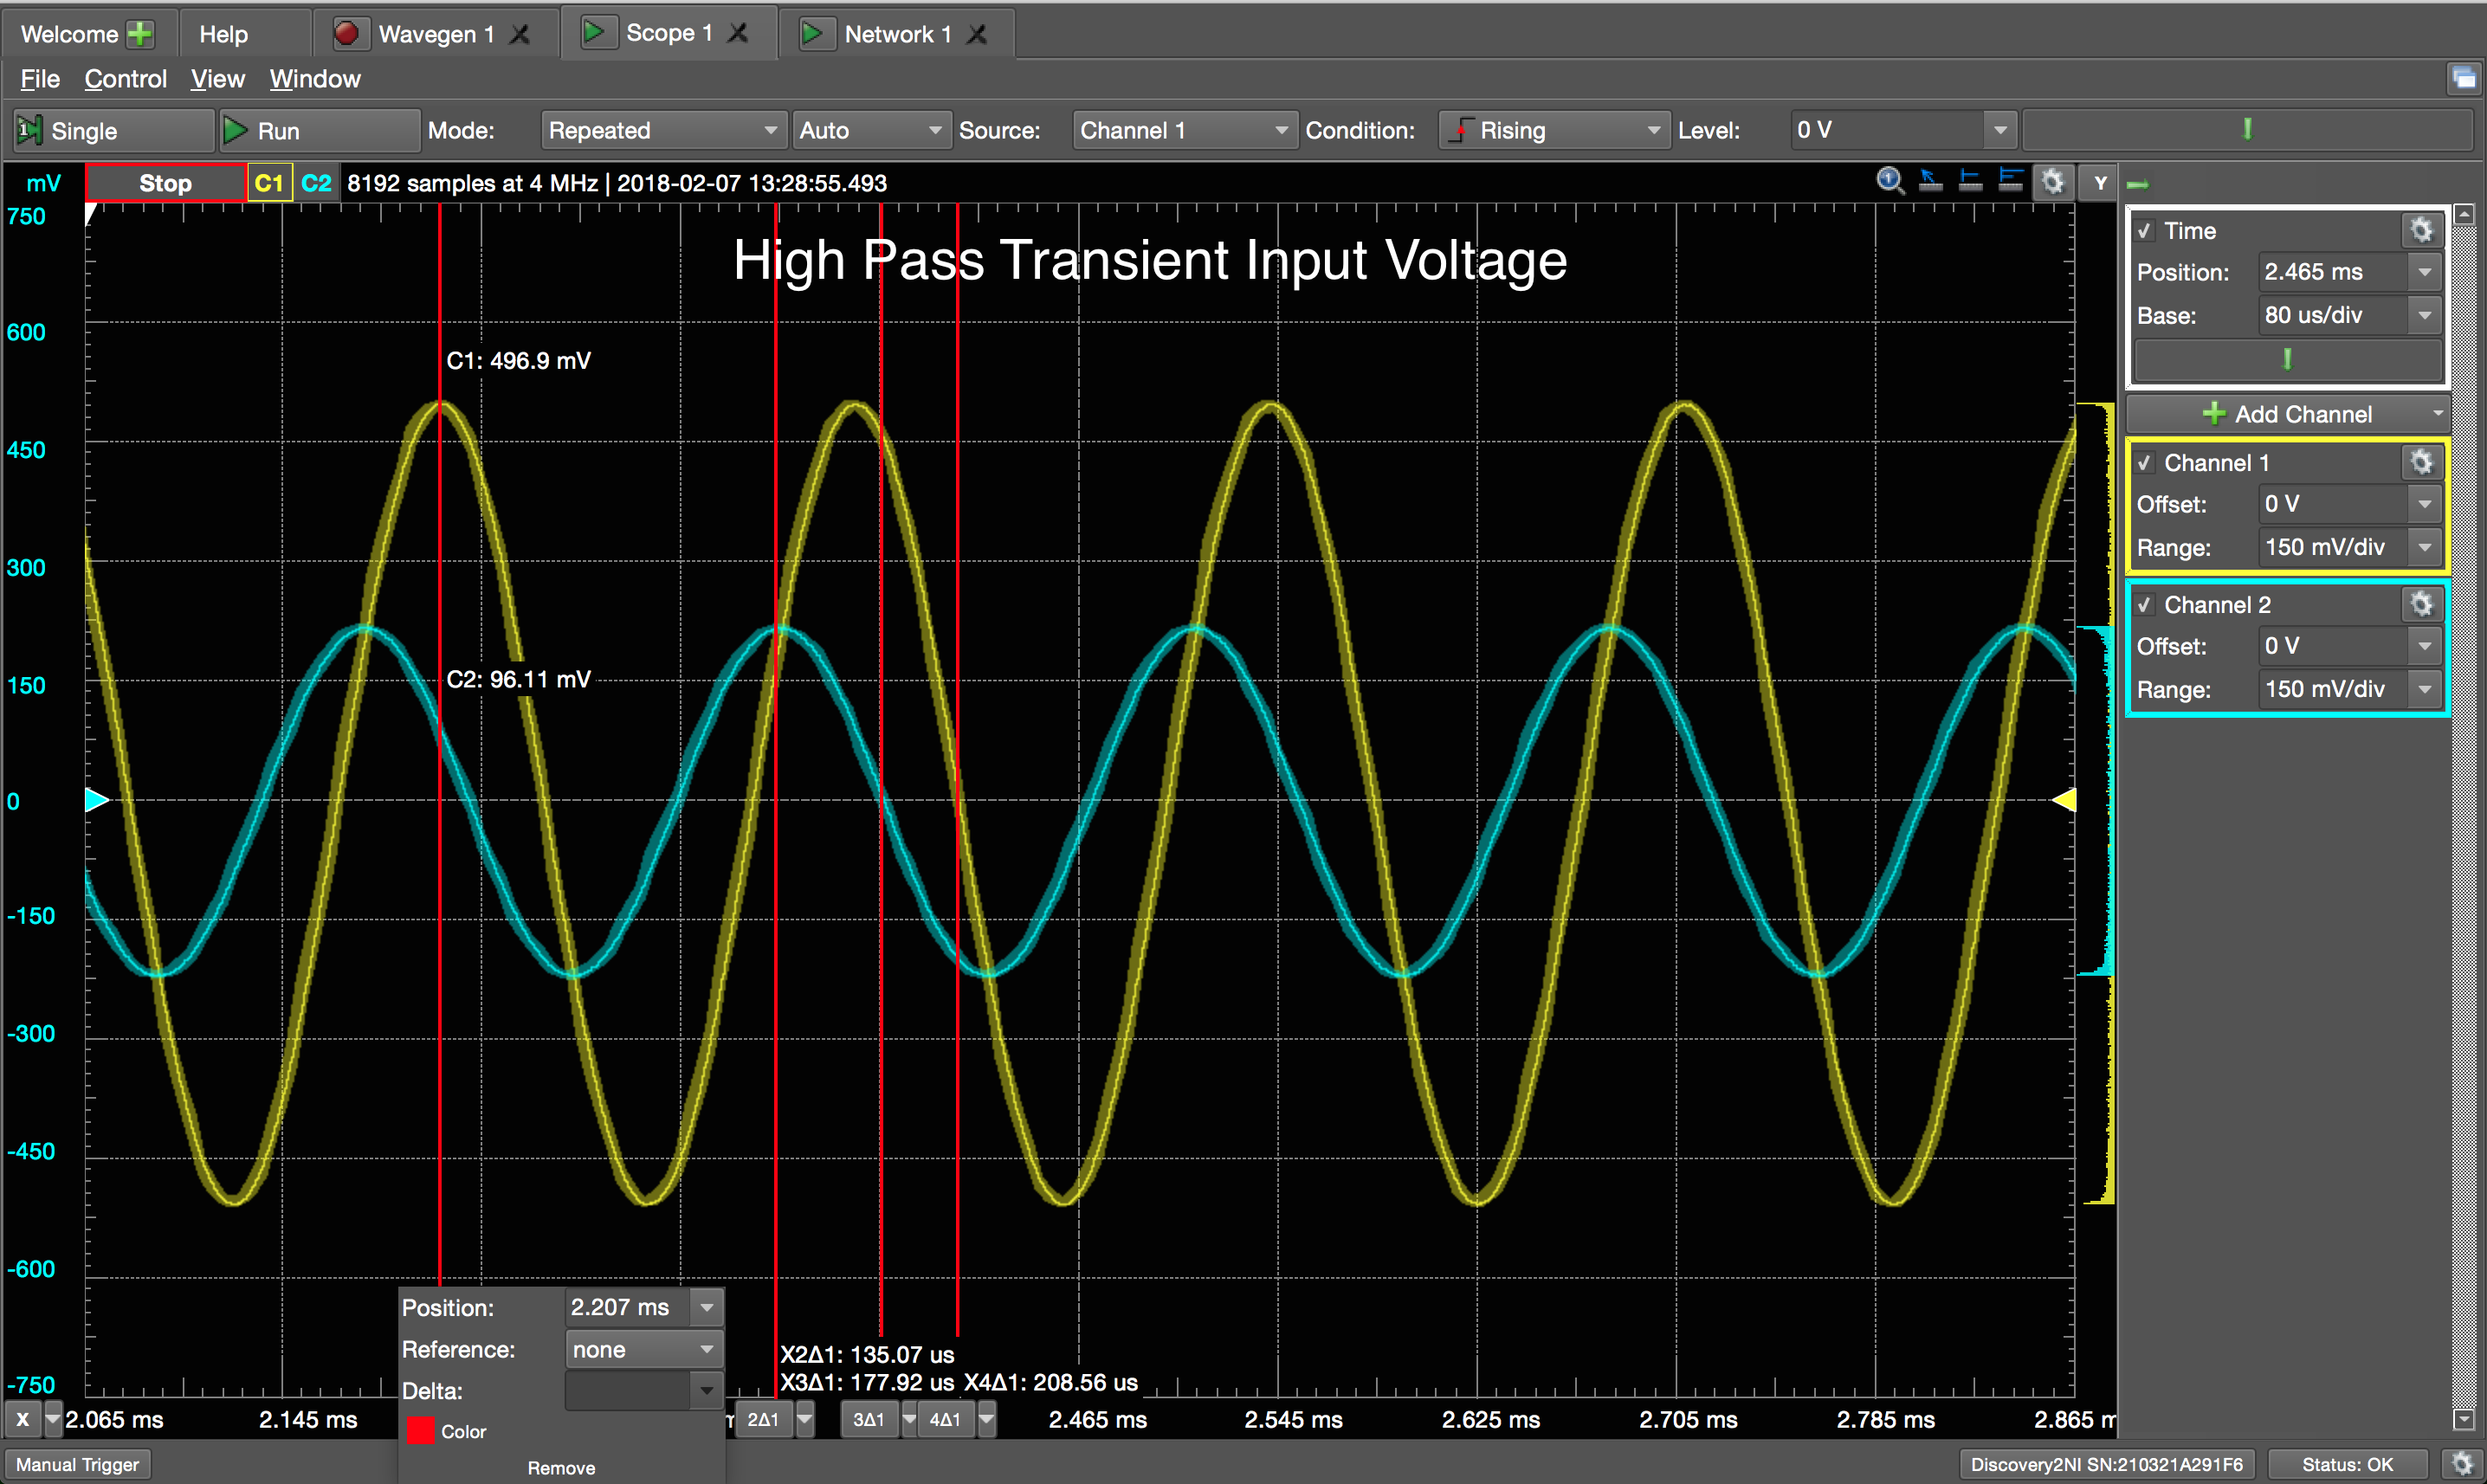 Welcome Help Wavegen 1 Scope 1 Network 1
File Control View Window
Single Run Mode: Repeated Auto Source: Channel 1 Condition: Rising Level: 0 V
mV Stop C1 C2 8192 samples at 4 MHz | 2018-02-07 13:28:55.493 Y
750
High Pass Transient Input Voltage
600
C1: 496.9 mV
450
300
C2: 96.11 mV
150
0
-150
-300
-450
-600
-750
Time
Position: 2.465 ms
Base: 80 us/div
Add Channel
Channel 1
Offset: 0 V
Range: 150 mV/div
Channel 2
Offset: 0 V
Range: 150 mV/div
Position: 2.207 ms
Reference: none
Delta:
Color
Remove
X2Δ1: 135.07 us
X3Δ1: 177.92 us X4Δ1: 208.56 us
X 2.065 ms 2.145 ms 2Δ1 3Δ1 4Δ1 2.465 ms 2.545 ms 2.625 ms 2.705 ms 2.785 ms 2.865 m
Manual Trigger Discovery2NI SN:210321A291F6 Status: OK